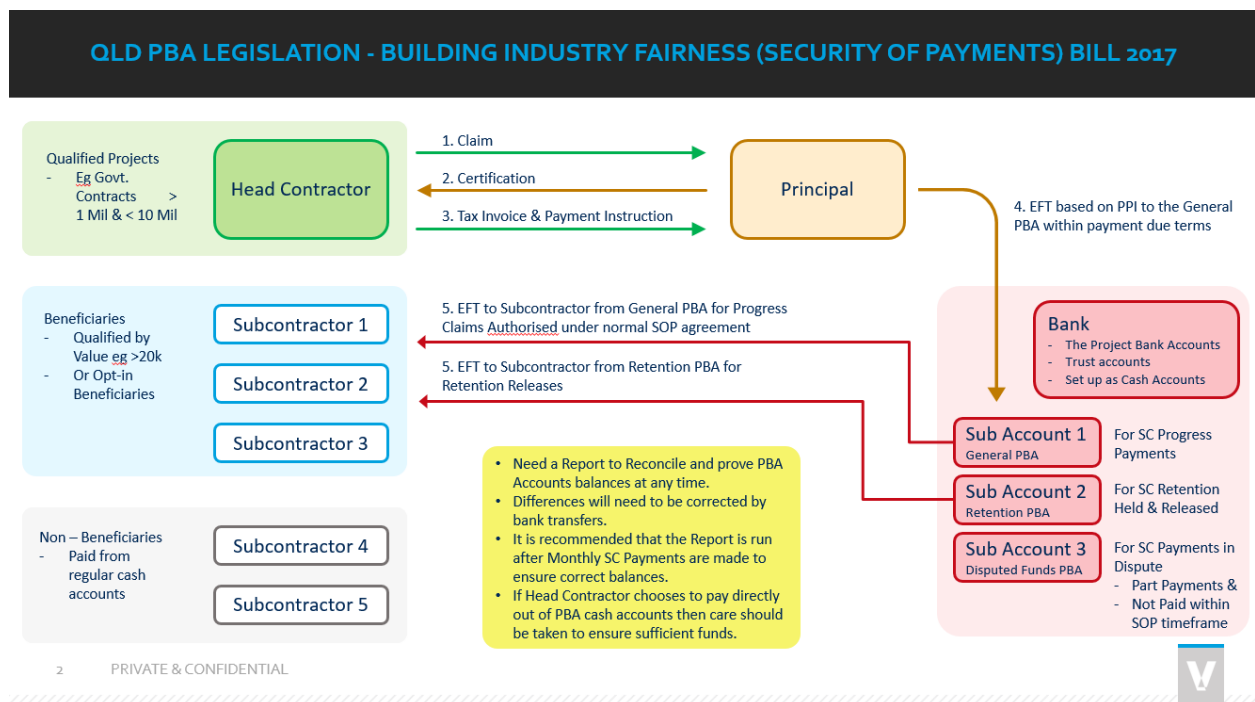 QLD PBA LEGISLATION - BUILDING INDUSTRY FAIRNESS (SECURITY OF PAYMENTS) BILL 2017
Qualified Projects
- Eg Govt.
Contracts >
1 Mil & < 10 Mil
Head Contractor
1. Claim
2. Certification
3. Tax Invoice & Payment Instruction
Principal
4. EFT based on PPI to the General
PBA within payment due terms
Beneficiaries
- Qualified by
Value eg >20k
- Or Opt-in
Beneficiaries
Subcontractor 1
Subcontractor 2
Subcontractor 3
5. EFT to Subcontractor from General PBA for Progress
Claims Authorised under normal SOP agreement
5. EFT to Subcontractor from Retention PBA for
Retention Releases
Bank
- The Project Bank Accounts
- Trust accounts
- Set up as Cash Accounts
Sub Account 1
General PBA
For SC Progress
Payments
Sub Account 2
Retention PBA
For SC Retention
Held & Released
Sub Account 3
Disputed Funds PBA
For SC Payments in
Dispute
- Part Payments &
- Not Paid within
SOP timeframe
• Need a Report to Reconcile and prove PBA
Accounts balances at any time.
• Differences will need to be corrected by
bank transfers.
• It is recommended that the Report is run
after Monthly SC Payments are made to
ensure correct balances.
• If Head Contractor chooses to pay directly
out of PBA cash accounts then care should
be taken to ensure sufficient funds.
Non – Beneficiaries
- Paid from
regular cash
accounts
Subcontractor 4
Subcontractor 5
2 PRIVATE & CONFIDENTIAL
V